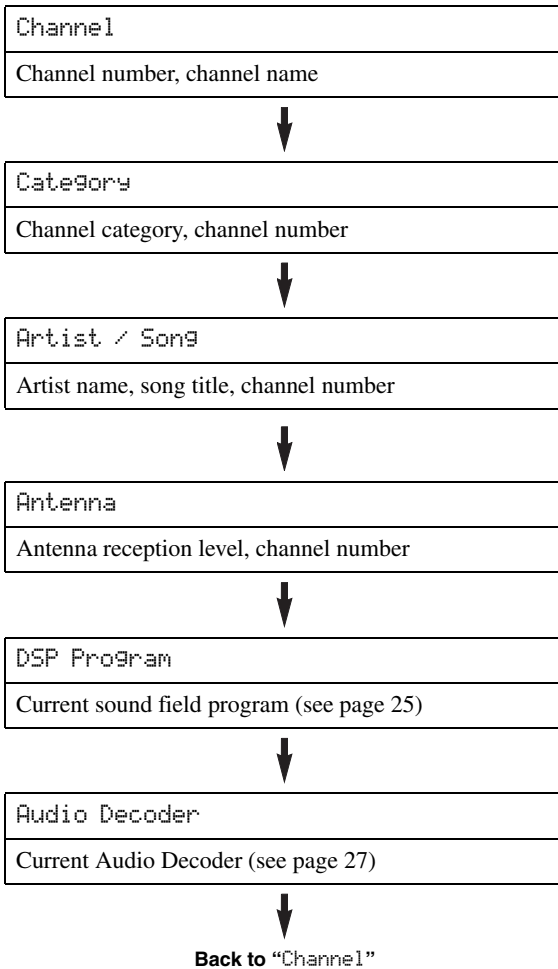 Channel
Channel number, channel name
Category
Channel category, channel number
Artist / Song
Artist name, song title, channel number
Antenna
Antenna reception level, channel number
DSP Program
Current sound field program (see page 25)
Audio Decoder
Current Audio Decoder (see page 27)
Back to “Channel”